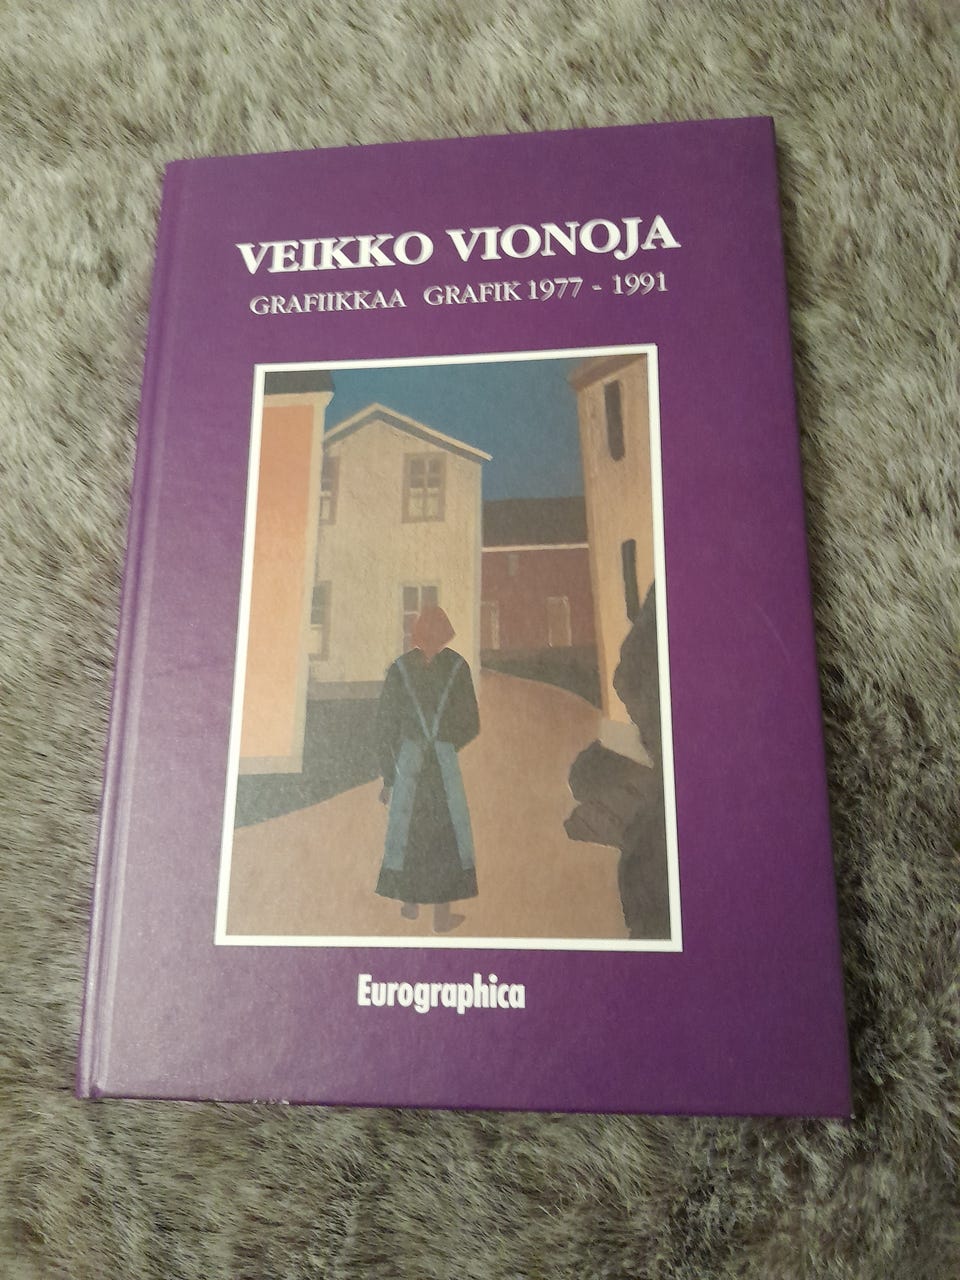 VEIKKO VIONOJA
GRAFIIKKAA GRAFIK 1977 - 1991
Eurographica